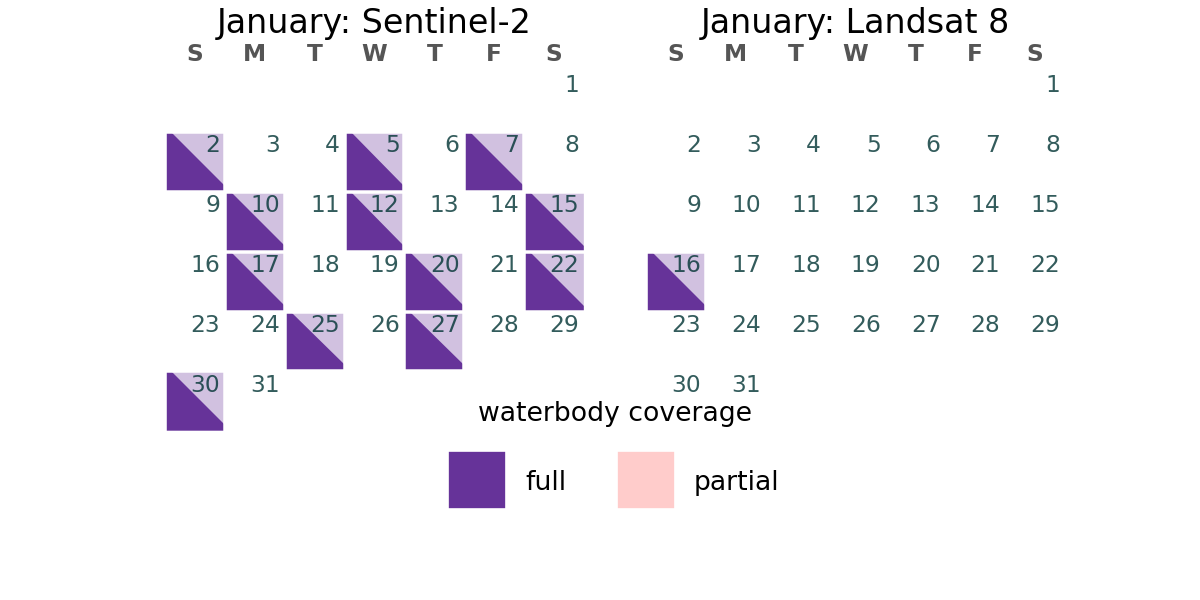 January: Sentinel-2
S M T W T F S
1
2 3 4 5 6 7 8
9 10 11 12 13 14 15
16 17 18 19 20 21 22
23 24 25 26 27 28 29
30 31
January: Landsat 8
S M T W T F S
1
2 3 4 5 6 7 8
9 10 11 12 13 14 15
16 17 18 19 20 21 22
23 24 25 26 27 28 29
30 31
waterbody coverage
full
partial